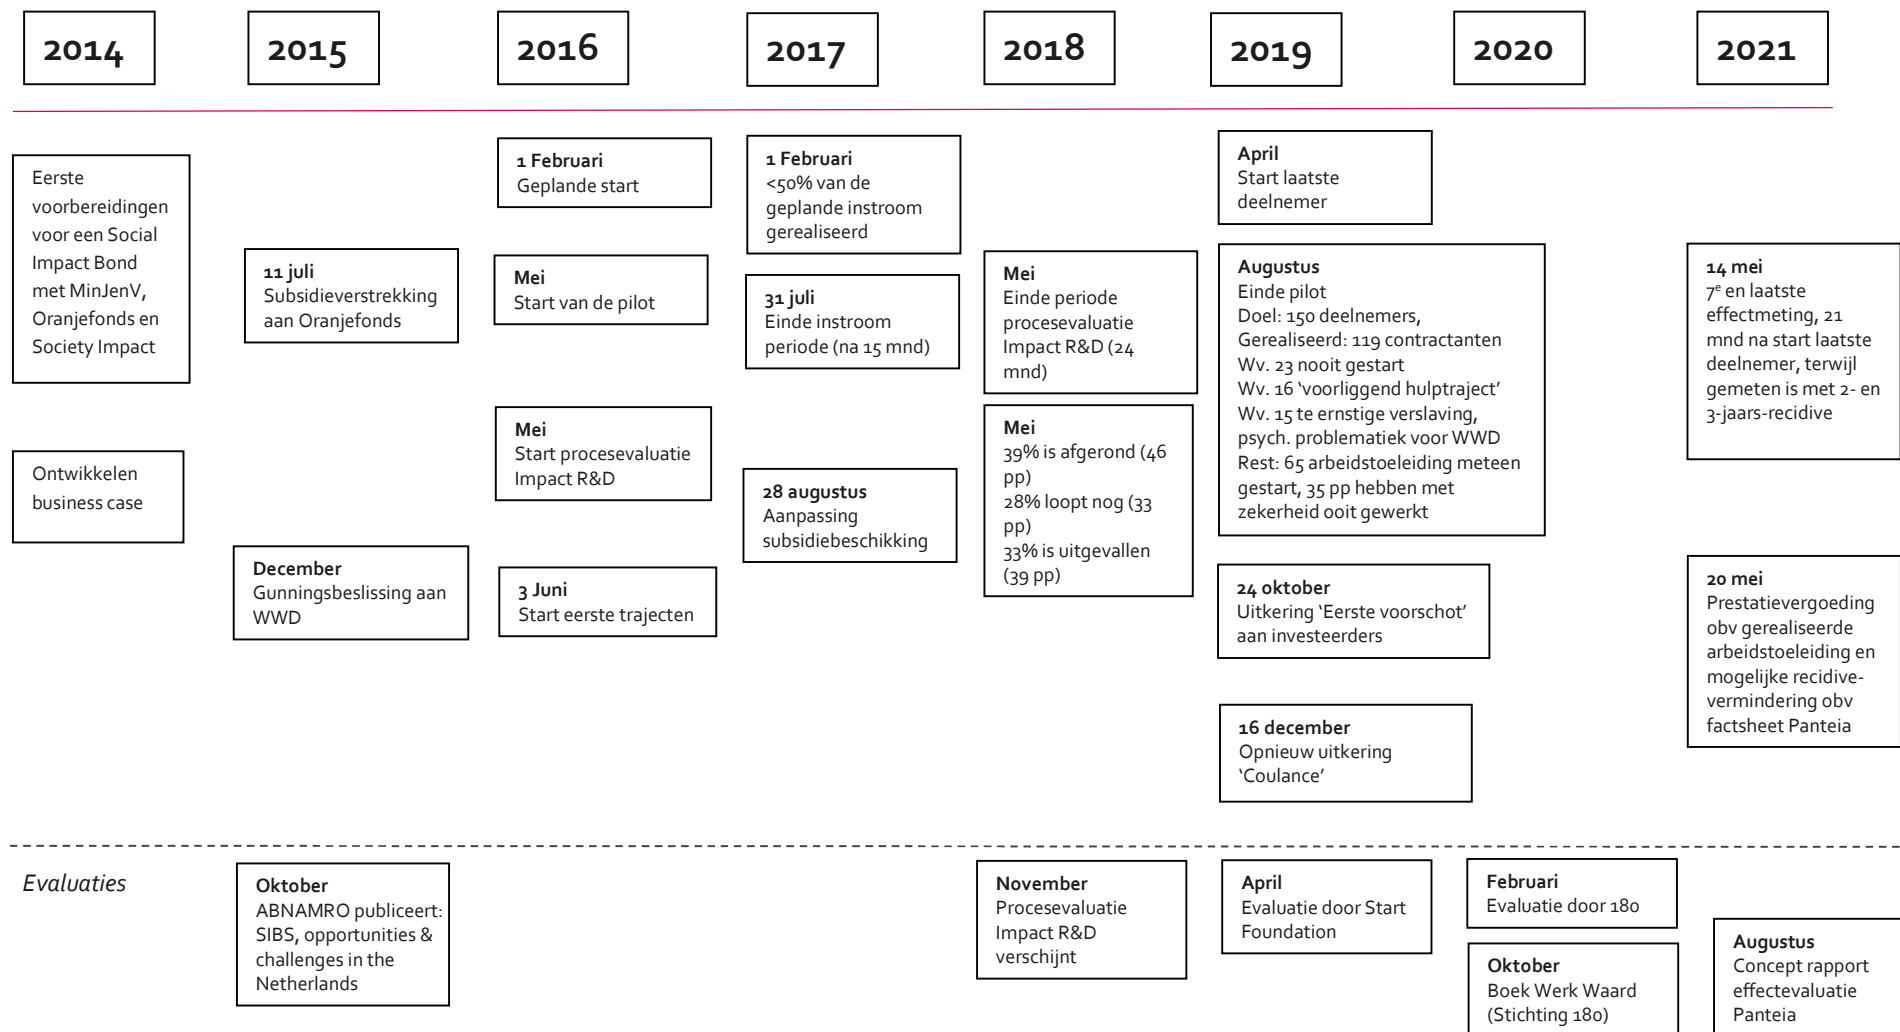 2014
2015
2016
2017
2018
2019
2020
2021
Eerste
voorbereidingen
voor een Social
Impact Bond
met MinJenV,
Oranjefonds en
Society Impact
Ontwikkelen
business case
11 juli
Subsidieverstrekking
aan Oranjefonds
December
Gunningsbeslissing aan
WWD
1 Februari
Geplande start
Mei
Start van de pilot
Mei
Start procesevaluatie
Impact R&D
3 Juni
Start eerste trajecten
1 Februari
<50% van de
geplande instroom
gerealiseerd
31 juli
Einde instroom
periode (na 15 mnd)
28 augustus
Aanpassing
subsidiebeschikking
Mei
Einde periode
procesevaluatie
Impact R&D (24
mnd)
Mei
39% is afgerond (46
pp)
28% loopt nog (33
pp)
33% is uitgevallen
(39 pp)
April
Start laatste
deelnemer
Augustus
Einde pilot
Doel: 150 deelnemers,
Gerealiseerd: 119 contractanten
Wv. 23 nooit gestart
Wv. 16 ‘voorliggend hulptraject’
Wv. 15 te ernstige verslaving,
psych. problematiek voor WWD
Rest: 65 arbeidstoeleiding meteen
gestart, 35 pp hebben met
zekerheid ooit gewerkt
24 oktober
Uitkering ‘Eerste voorschot’
aan investeerders
16 december
Opnieuw uitkering
‘Coulance’
14 mei
7e en laatste
effectmeting, 21
mnd na start laatste
deelnemer, terwijl
gemeten is met 2- en
3-jaars-recidive
20 mei
Prestatievergoeding
obv gerealiseerde
arbeidstoeleiding en
mogelijke recidive-
vermindering obv
factsheet Panteia
Evaluaties
Oktober
ABNAMRO publiceert:
SIBS, opportunities &
challenges in the
Netherlands
November
Procesevaluatie
Impact R&D
verschijnt
April
Evaluatie door Start
Foundation
Februari
Evaluatie door 180
Oktober
Boek Werk Waard
(Stichting 180)
Augustus
Concept rapport
effectevaluatie
Panteia